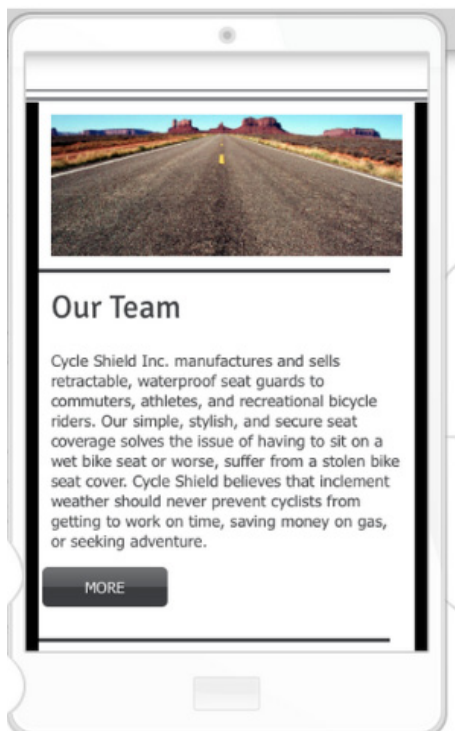 Our Team
Cycle Shield Inc. manufactures and sells
retractable, waterproof seat guards to
commuters, athletes, and recreational bicycle
riders. Our simple, stylish, and secure seat
coverage solves the issue of having to sit on a
wet bike seat or worse, suffer from a stolen bike
seat cover. Cycle Shield believes that inclement
weather should never prevent cyclists from
getting to work on time, saving money on gas,
or seeking adventure.
MORE